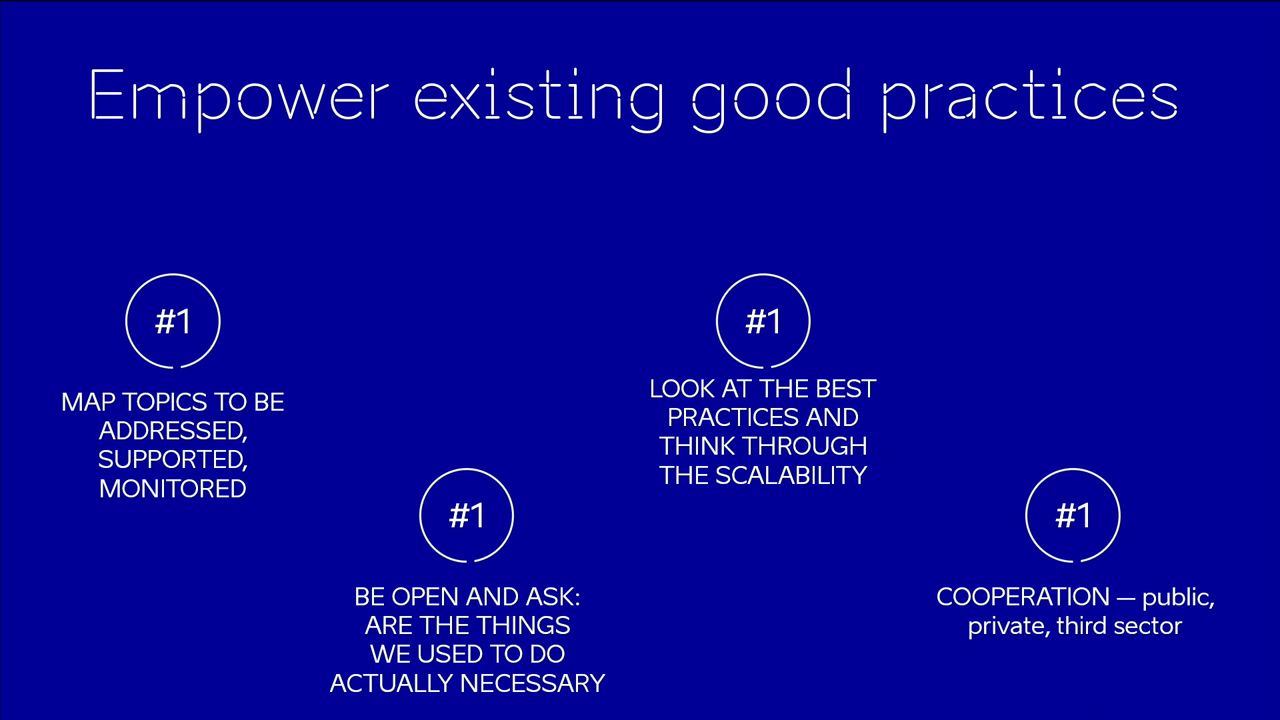 Empower existing good practices
#1
MAP TOPICS TO BE
ADDRESSED,
SUPPORTED,
MONITORED
#1
BE OPEN AND ASK:
ARE THE THINGS
WE USED TO DO
ACTUALLY NECESSARY
#1
LOOK AT THE BEST
PRACTICES AND
THINK THROUGH
THE SCALABILITY
#1
COOPERATION — public,
private, third sector